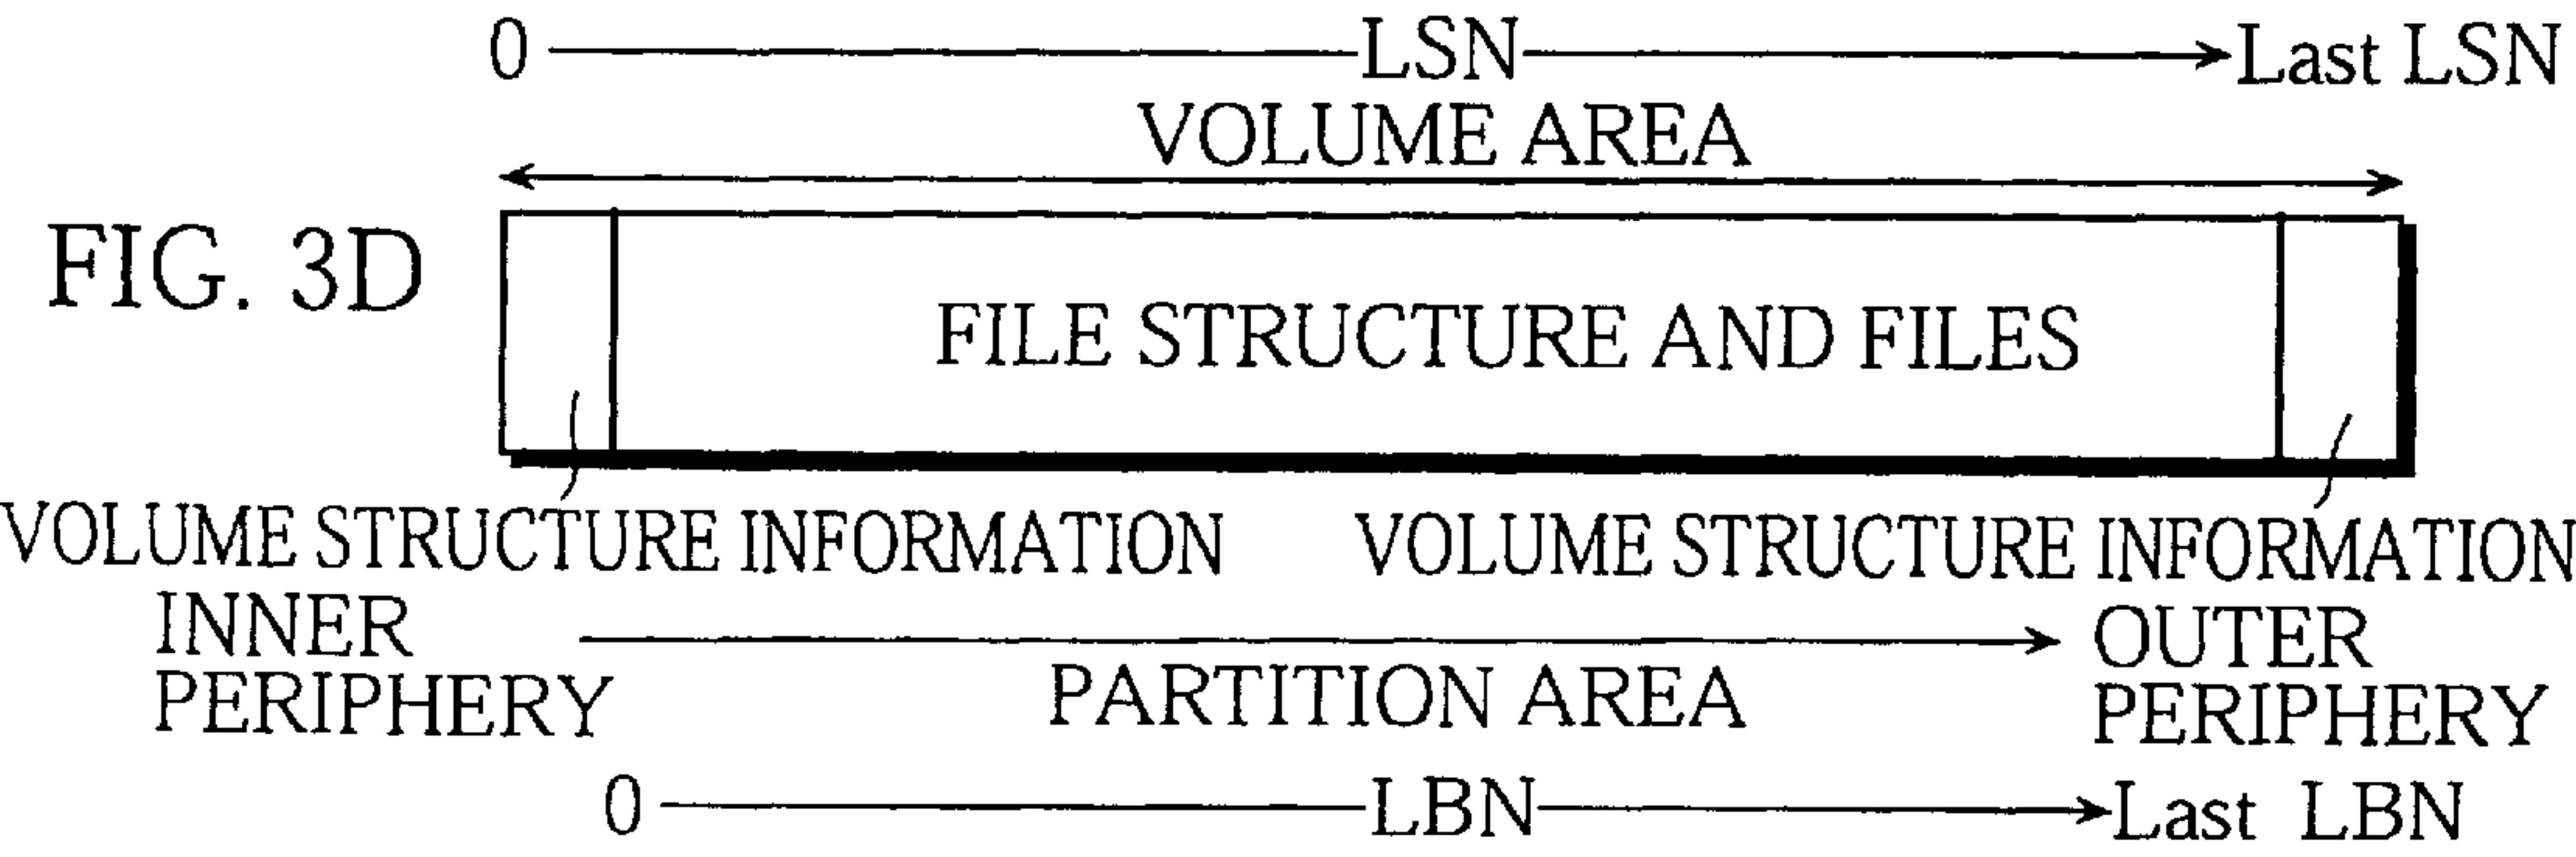 0 LSN Last LSN
VOLUME AREA
FIG. 3D
FILE STRUCTURE AND FILES
VOLUME STRUCTURE INFORMATION VOLUME STRUCTURE INFORMATION
INNER PERIPHERY
PARTITION AREA
OUTER PERIPHERY
0 LBN Last LBN